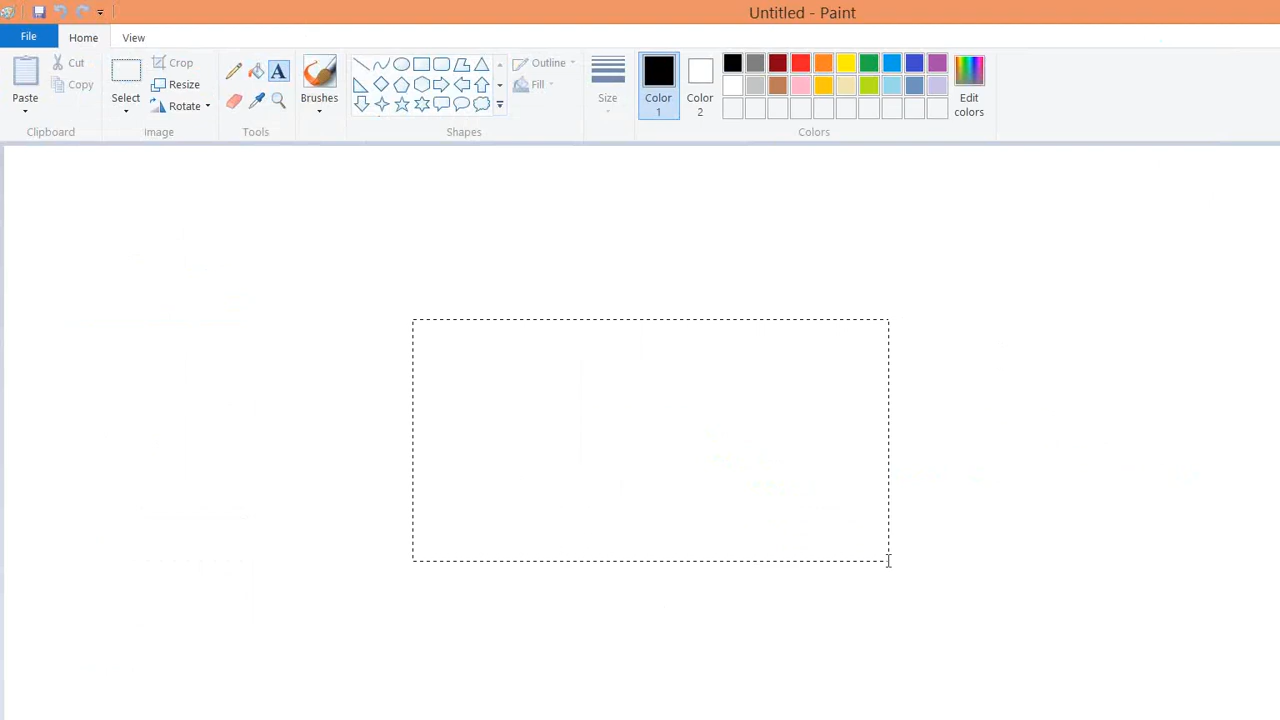 Untitled - Paint
File Home View
Paste
Cut
Copy
Clipboard
Select
Crop
Resize
Rotate
Image
A
Tools
Brushes
Outline
Fill
Shapes
Size
Color 1
Color 2
Edit colors
Colors